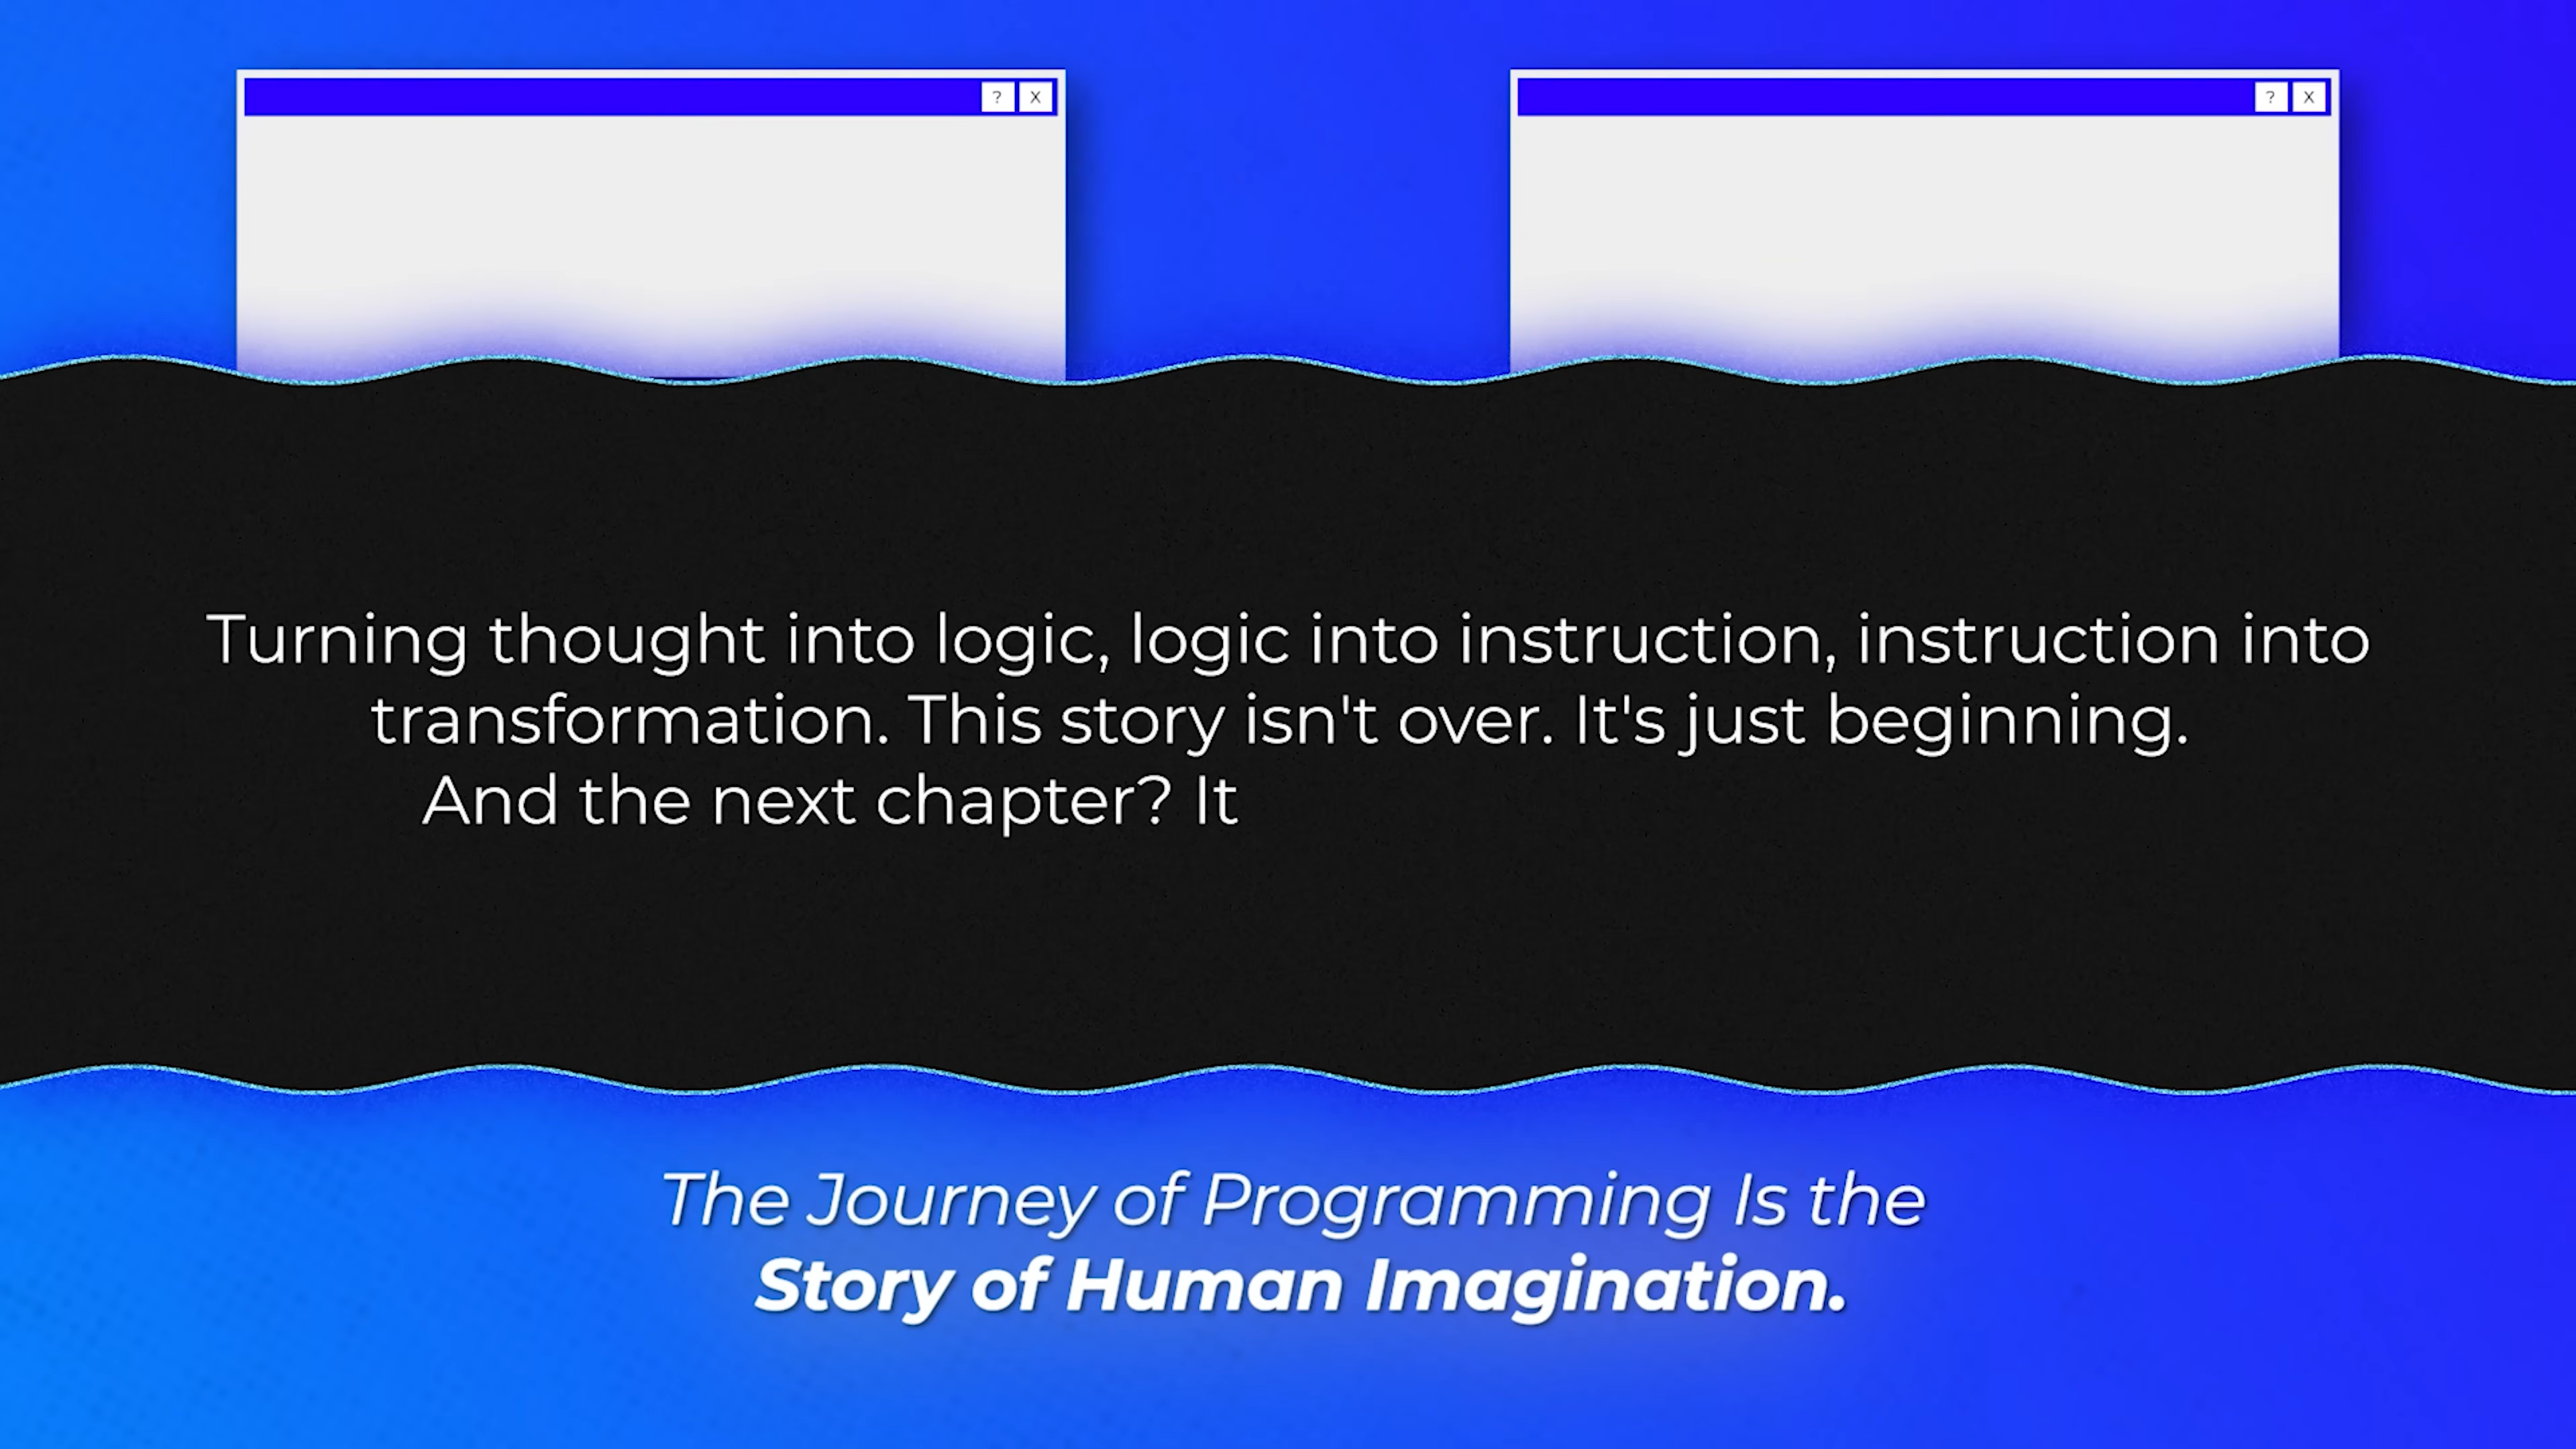 ? X
? X
Turning thought into logic, logic into instruction, instruction into
transformation. This story isn't over. It's just beginning.
And the next chapter? It
The Journey of Programming Is the
Story of Human Imagination.